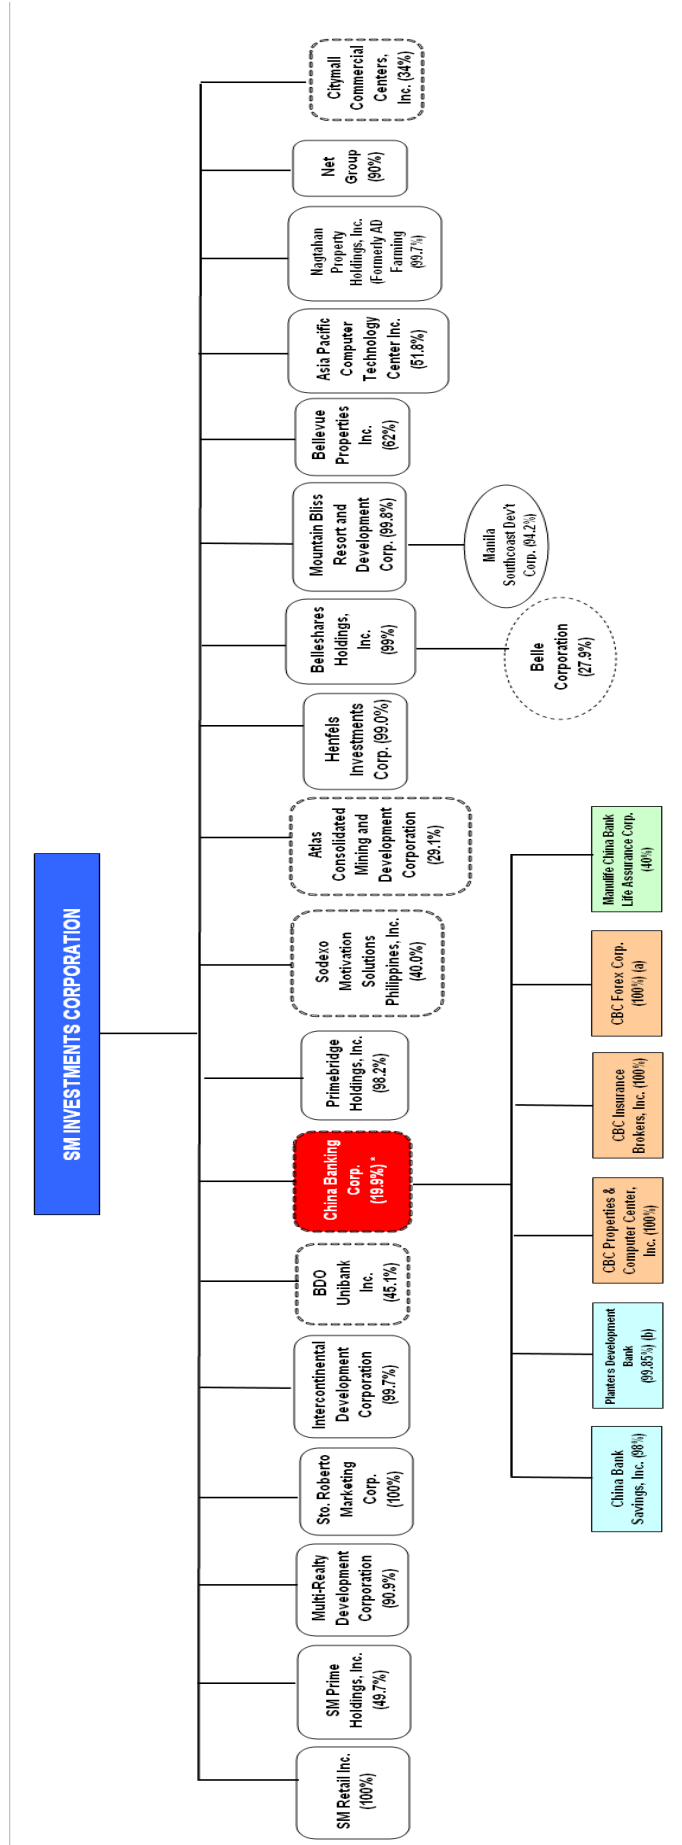 SM INVESTMENTS CORPORATION
SM Retail Inc.
(100%)
SM Prime
Holdings, Inc.
(49.7%)
Multi-Realty
Development
Corporation
(90.9%)
Sto. Roberto
Marketing
Corp.
(100%)
Intercontinental
Development
Corporation
(99.7%)
BDO
Unibank
Inc.
(45.1%)
China Banking
Corp.
(19.9%) *
Primebridge
Holdings, Inc.
(98.2%)
Sodexo
Motivation
Solutions
Philippines, Inc.
(40.0%)
Atlas
Consolidated
Mining and
Development
Corporation
(29.1%)
Henfels
Investments
Corp. (99.0%)
Belleshares
Holdings,
Inc.
(99%)
Mountain Bliss
Resort and
Development
Corp. (99.8%)
Bellevue
Properties
Inc.
(62%)
Asia Pacific
Computer
Technology
Center Inc.
(51.8%)
Nagtahan
Property
Holdings, Inc.
(Formerly AD
Farming
(99.7%)
Net
Group
(90%)
Citymall
Commercial
Centers,
Inc. (34%)
Belle
Corporation
(27.9%)
Manila
Southcoast Dev't
Corp. (94.2%)
China Bank
Savings, Inc. (98%)
Planters Development
Bank
(99.85%) (b)
CBC Properties &
Computer Center,
Inc. (100%)
CBC Insurance
Brokers, Inc. (100%)
CBC Forex Corp.
(100%) (a)
Manulife China Bank
Life Assurance Corp.
(40%)